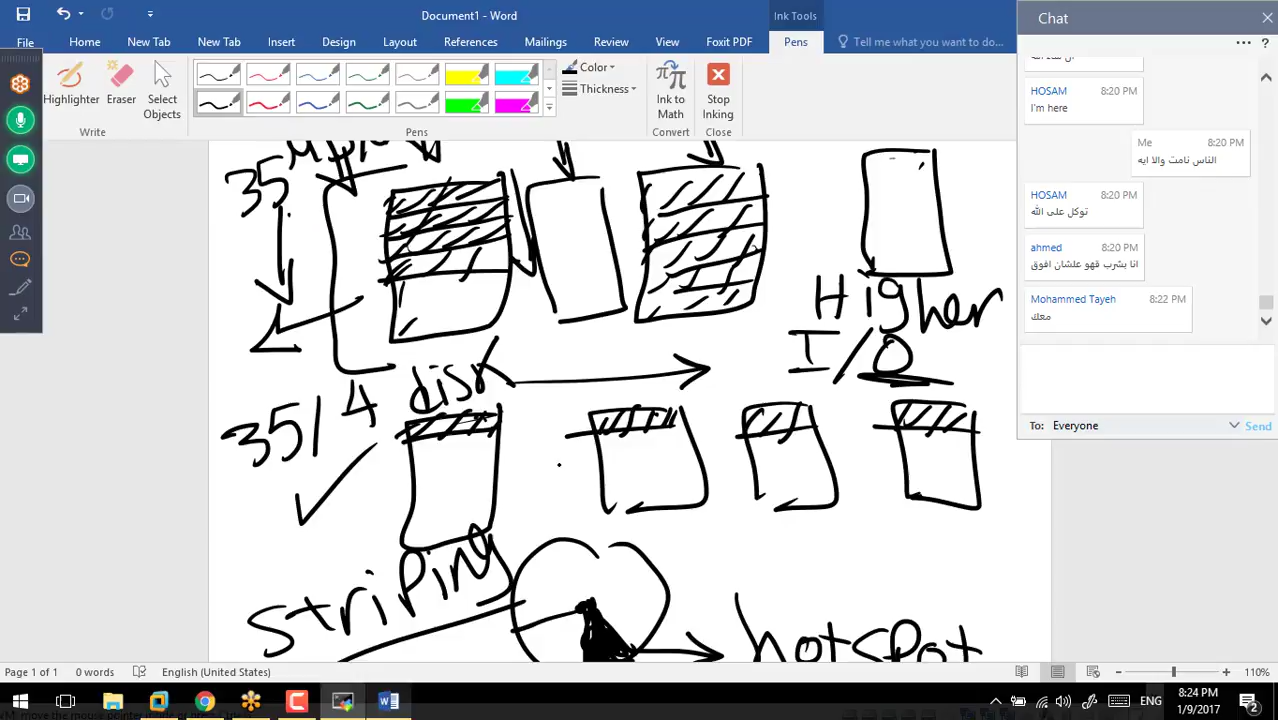 Document1 - Word
Ink Tools
Chat
File
Home
New Tab
New Tab
Insert
Design
Layout
References
Mailings
Review
View
Foxit PDF
Pens
Tell me what you want to do...
Highlighter
Eraser
Select
Objects
Color
Thickness
Ink to
Math
Stop
Inking
Write
Pens
Convert
Close
HOSAM 8:20 PM
I'm here
Me 8:20 PM
الناس نامت والا ايه
HOSAM 8:20 PM
توكل على الله
ahmed 8:20 PM
انا بشرب قهو علشان افوق
Mohammed Tayeh 8:22 PM
معك
To: Everyone
Send
35
Higher
I/O
disk
35/4
striping
hotspot
Page 1 of 1
0 words
English (United States)
110%
ENG
8:24 PM
1/9/2017
2